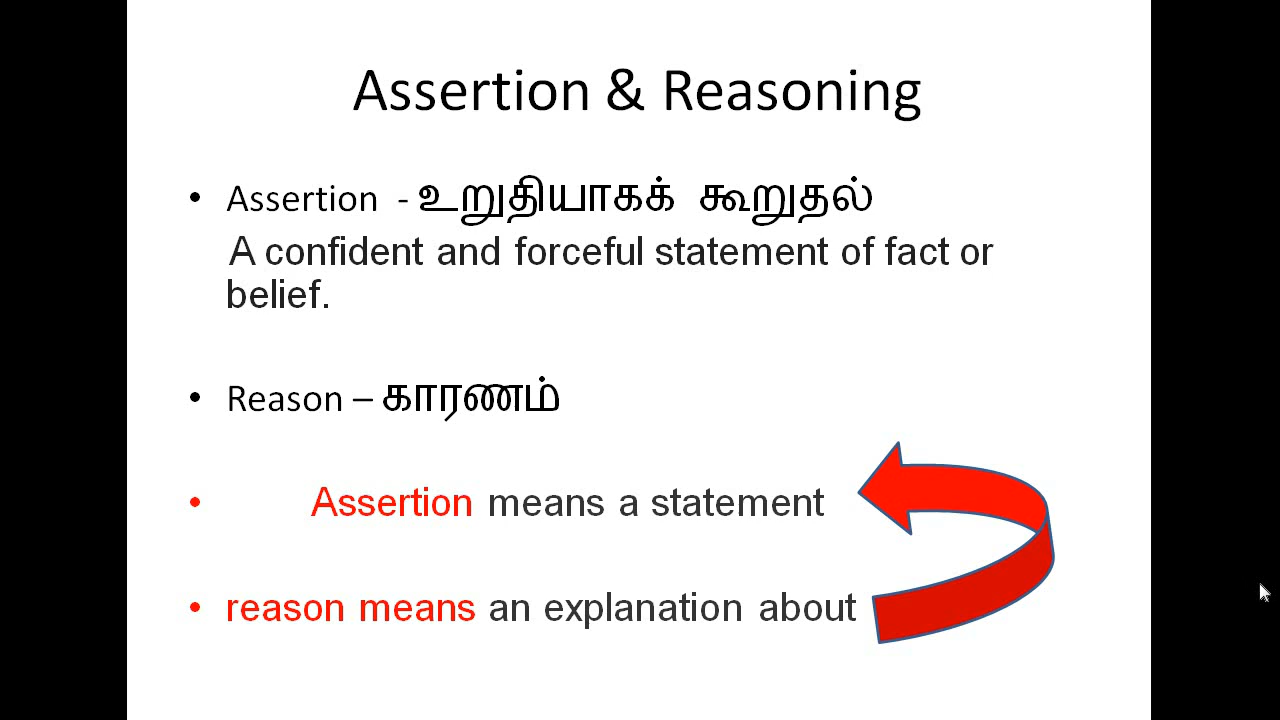 Assertion & Reasoning
• Assertion - உறுதியாகக் கூறுதல்
A confident and forceful statement of fact or
belief.
• Reason – காரணம்
• Assertion means a statement
• reason means an explanation about